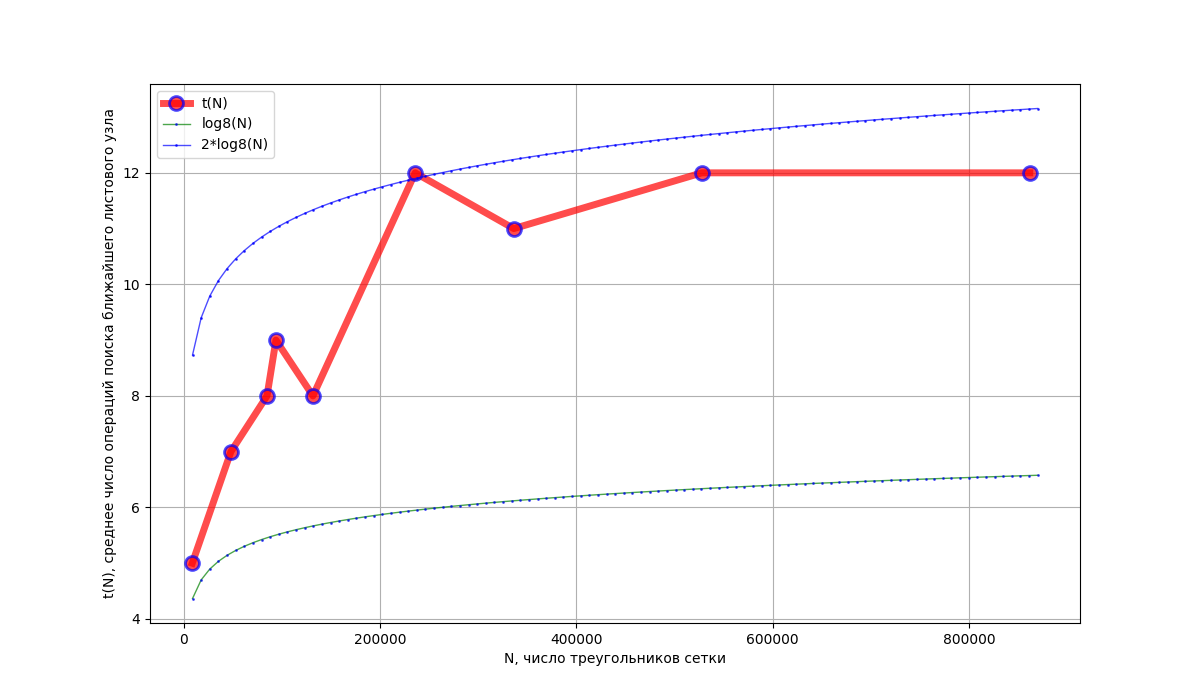 t(N)
log8(N)
2*log8(N)
t(N), среднее число операций поиска ближайшего листового узла
12
10
8
6
4
0 200000 400000 600000 800000
N, число треугольников сетки